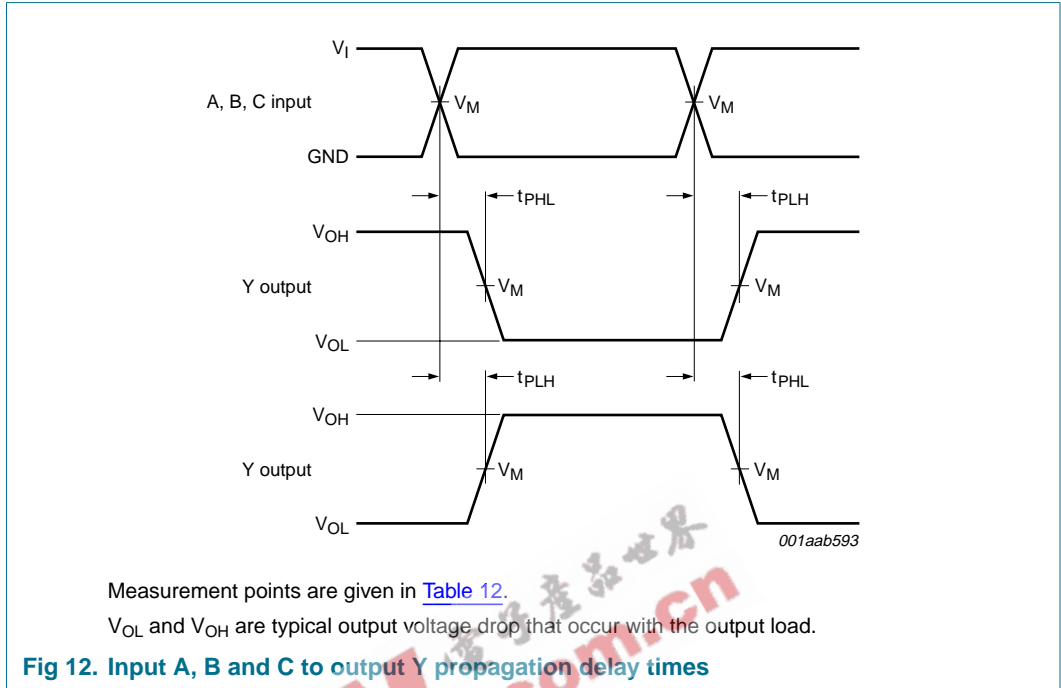 VI
A, B, C input
VM
VM
GND
tPHL
tPLH
VOH
Y output
VM
VM
VOL
tPLH
tPHL
VOH
Y output
VM
VM
VOL
001aab593
Measurement points are given in Table 12.
VOL and VOH are typical output voltage drop that occur with the output load.
Fig 12. Input A, B and C to output Y propagation delay times
om.cn